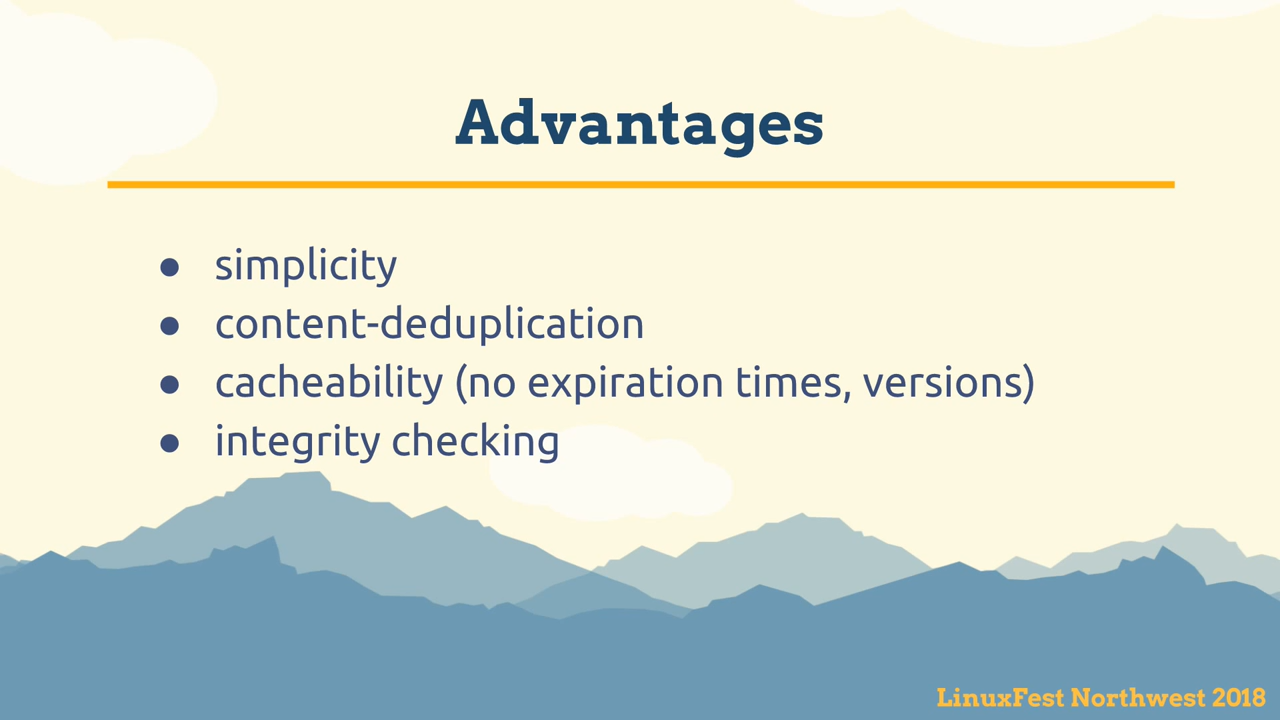 Advantages
● simplicity
● content-deduplication
● cacheability (no expiration times, versions)
● integrity checking
LinuxFest Northwest 2018